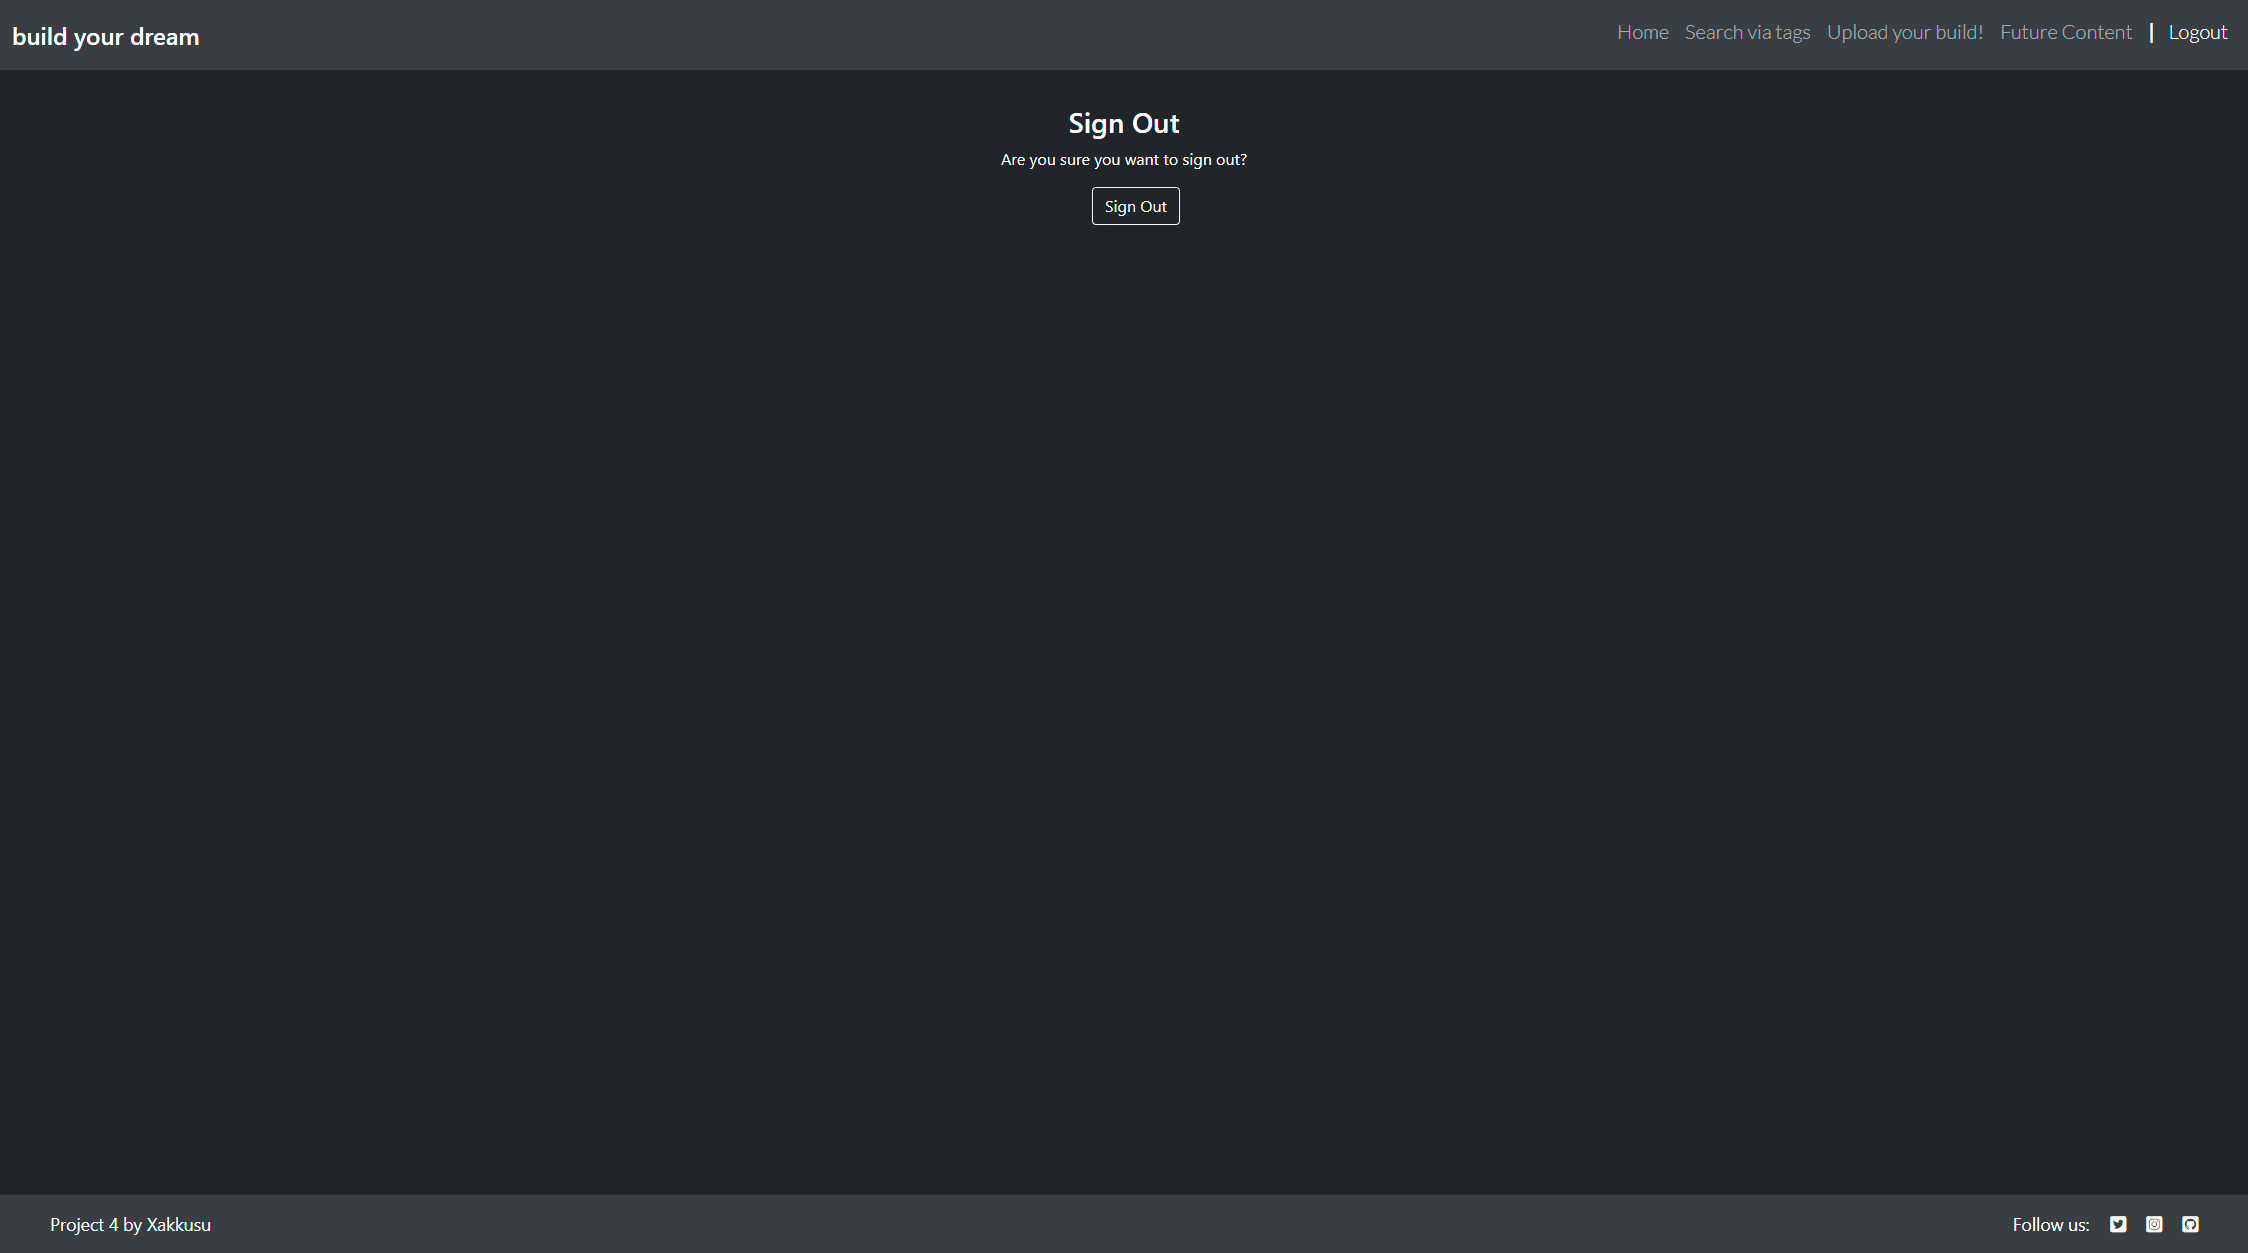 build your dream
Home Search via tags Upload your build! Future Content | Logout
Sign Out
Are you sure you want to sign out?
Sign Out
Project 4 by Xakkusu
Follow us: